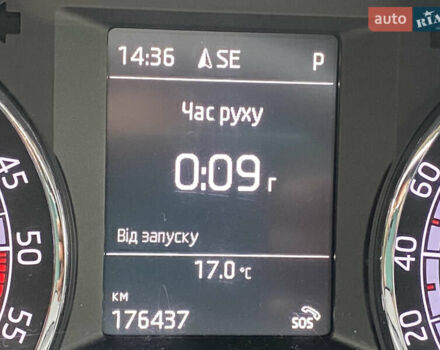 auto RIA
14:36 SE P
Час руху
0:09 г
Від запуску
17.0 °C
КМ
176437 SOS
45
50
55
60
40
20